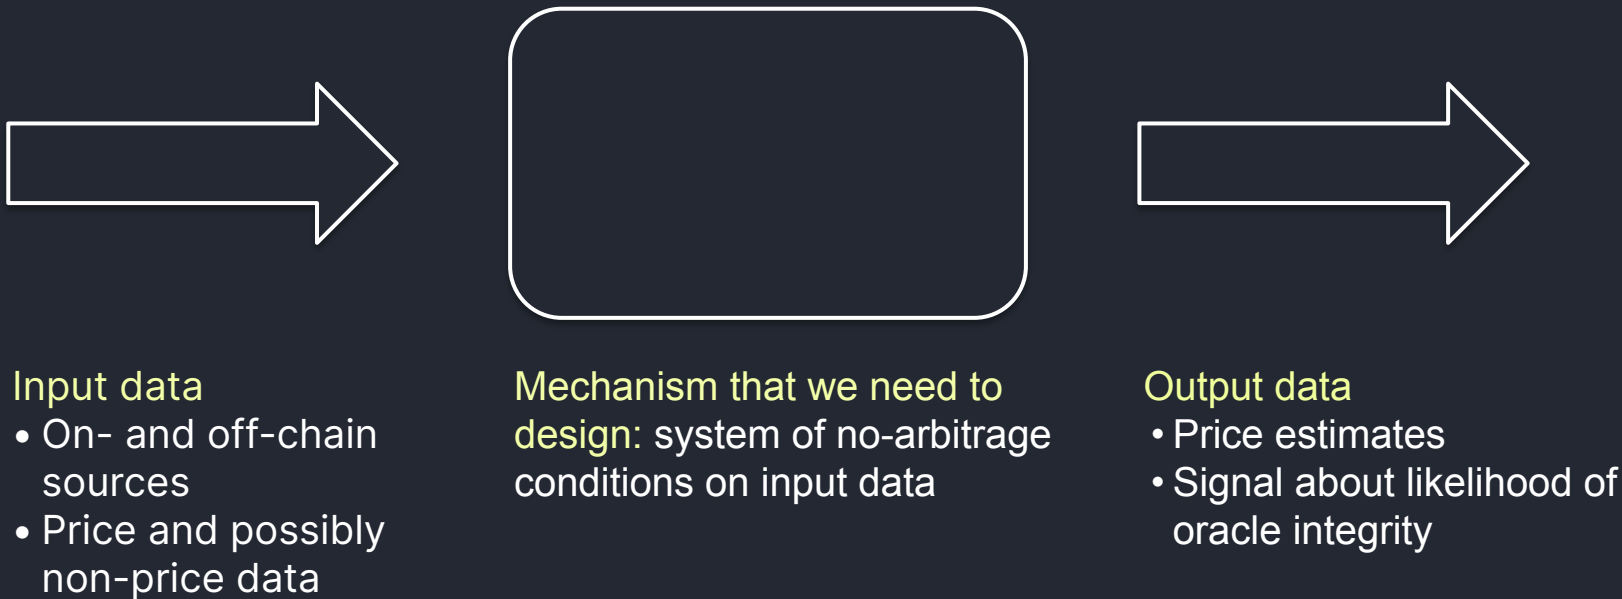 Input data
• On- and off-chain
sources
• Price and possibly
non-price data
Mechanism that we need to
design: system of no-arbitrage
conditions on input data
Output data
• Price estimates
• Signal about likelihood of
oracle integrity